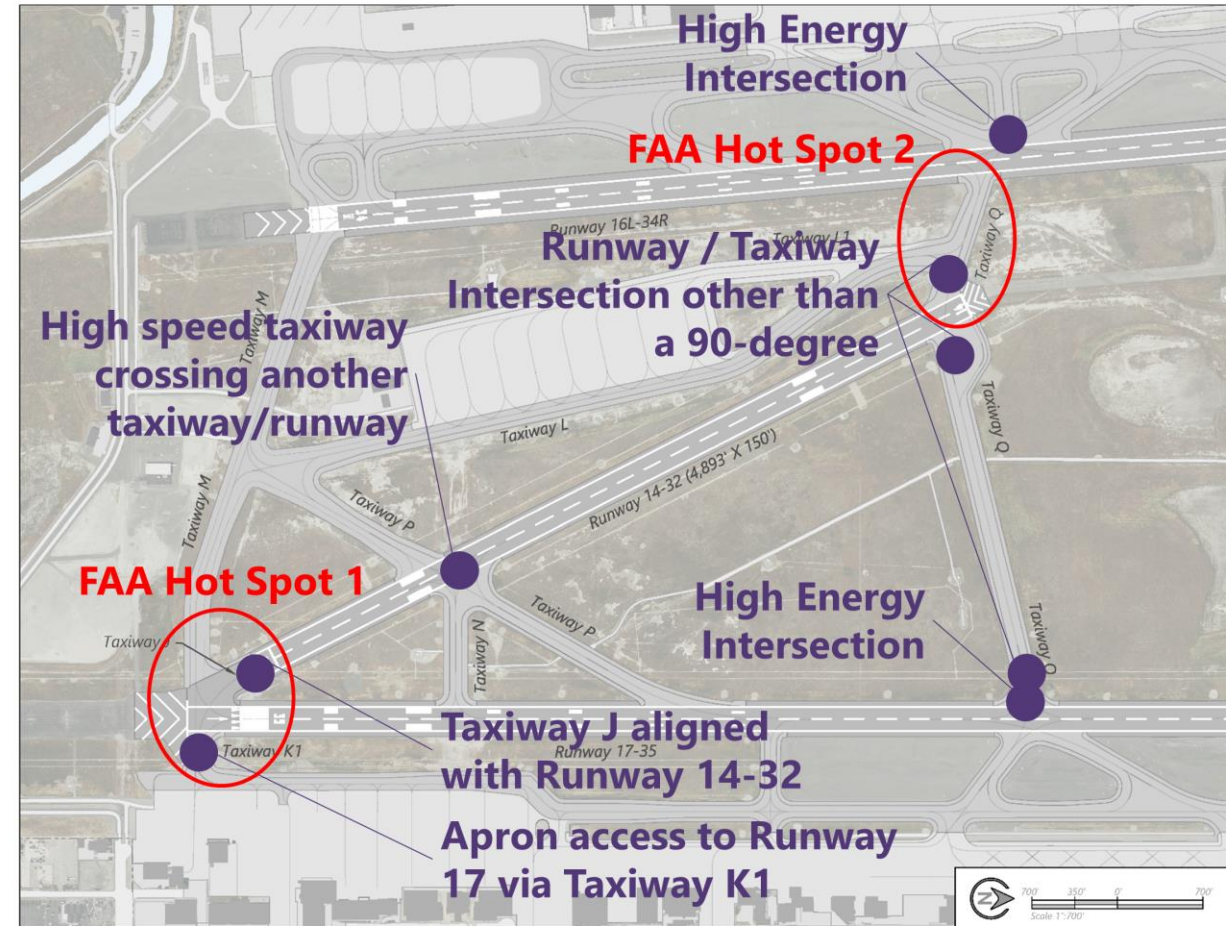 High Energy
Intersection
FAA Hot Spot 2
Runway 16L-34R
Taxiway L1
Taxiway Q
Runway / Taxiway
Intersection other than
a 90-degree
Taxiway M
High speed taxiway
crossing another
taxiway/runway
Taxiway L
Taxiway Q
Runway 14-32 (4,893' X 150')
Taxiway M
Taxiway P
FAA Hot Spot 1
Taxiway J
Taxiway N
Taxiway P
High Energy
Intersection
Taxiway Q
Taxiway K1
Taxiway J aligned
with Runway 14-32
Runway 17-35
Apron access to Runway
17 via Taxiway K1
N
700' 350' 0' 700'
Scale 1":700'